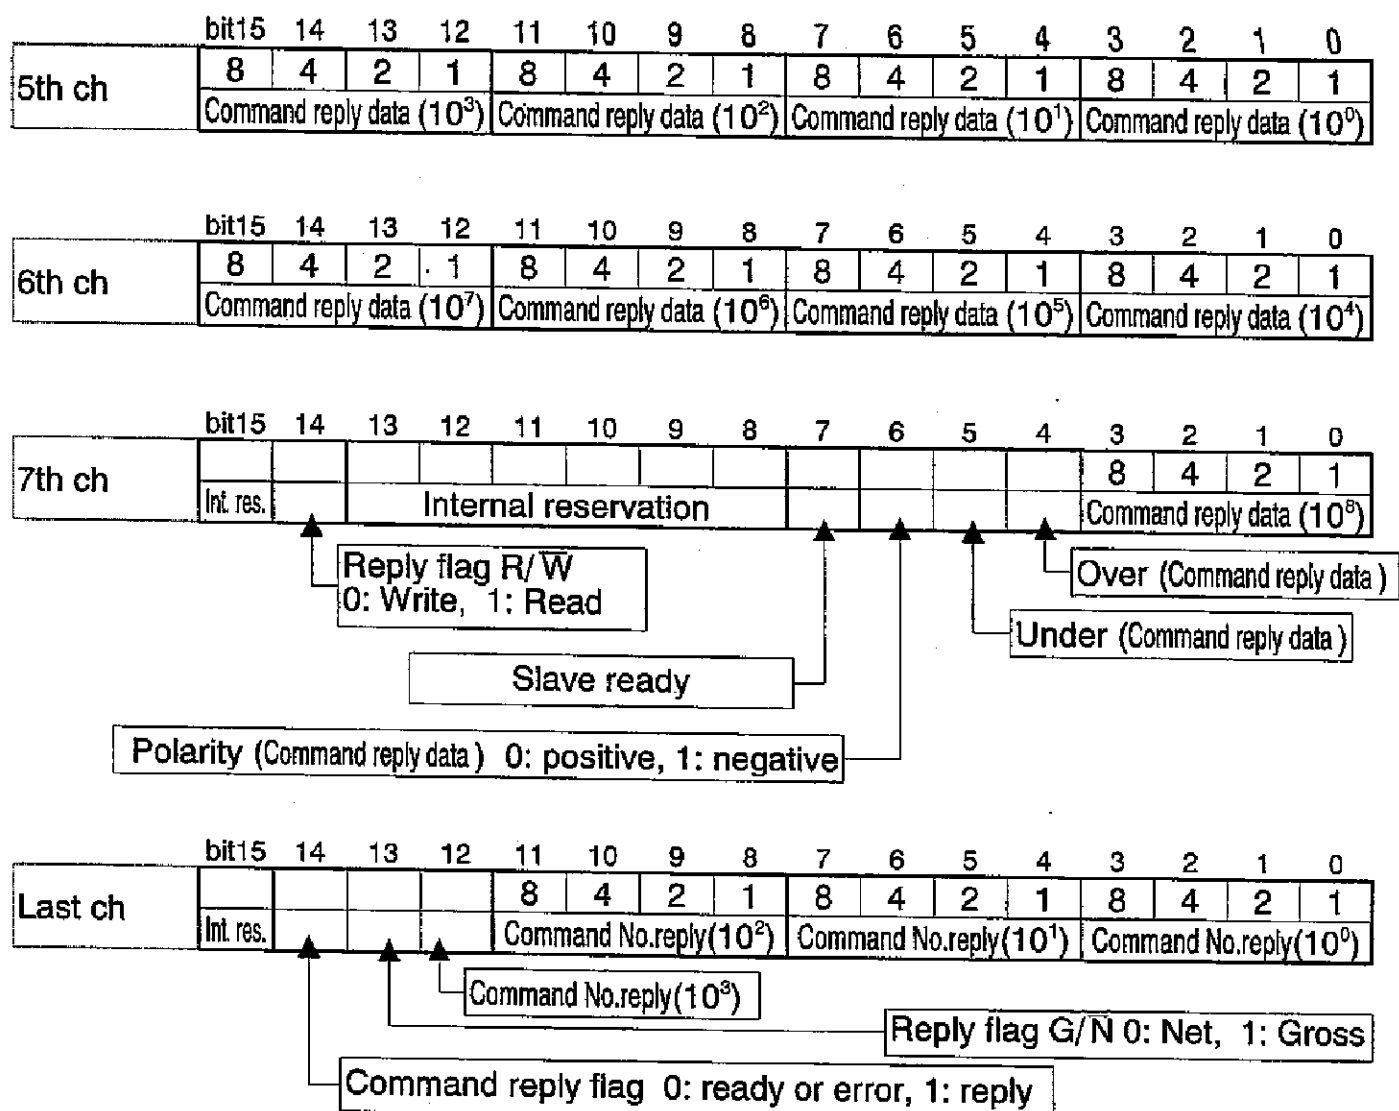 bit15 14 13 12 11 10 9 8 7 6 5 4 3 2 1 0
5th ch 8 4 2 1 8 4 2 1 8 4 2 1 8 4 2 1
Command reply data (10³) Command reply data (10²) Command reply data (10¹) Command reply data (10⁰)
bit15 14 13 12 11 10 9 8 7 6 5 4 3 2 1 0
6th ch 8 4 2 1 8 4 2 1 8 4 2 1 8 4 2 1
Command reply data (10⁷) Command reply data (10⁶) Command reply data (10⁵) Command reply data (10⁴)
bit15 14 13 12 11 10 9 8 7 6 5 4 3 2 1 0
7th ch 8 4 2 1
Int. res. Internal reservation Command reply data (10⁸)
Reply flag R/W̅
0: Write, 1: Read
Over (Command reply data)
Under (Command reply data)
Slave ready
Polarity (Command reply data) 0: positive, 1: negative
bit15 14 13 12 11 10 9 8 7 6 5 4 3 2 1 0
Last ch 8 4 2 1 8 4 2 1 8 4 2 1
Int. res. Command No.reply(10²) Command No.reply(10¹) Command No.reply(10⁰)
Command No.reply(10³)
Reply flag G/N̅ 0: Net, 1: Gross
Command reply flag 0: ready or error, 1: reply